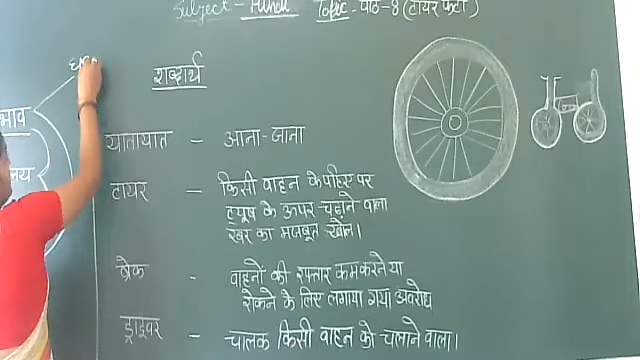 Subject - Hindi Topic - पाठ-8 (टायर फटा)
शब्दार्थ
भाव
यातायात - आना-जाना
टायर - किसी वाहन के पहिए पर
ट्यूब के ऊपर चढ़ाने वाला
रबर का मजबूत खोल।
ब्रेक - वाहनों की रफ्तार कम करने या
रोकने के लिए लगाया गया अवरोध
ड्राइवर - चालक किसी वाहन को चलाने वाला।